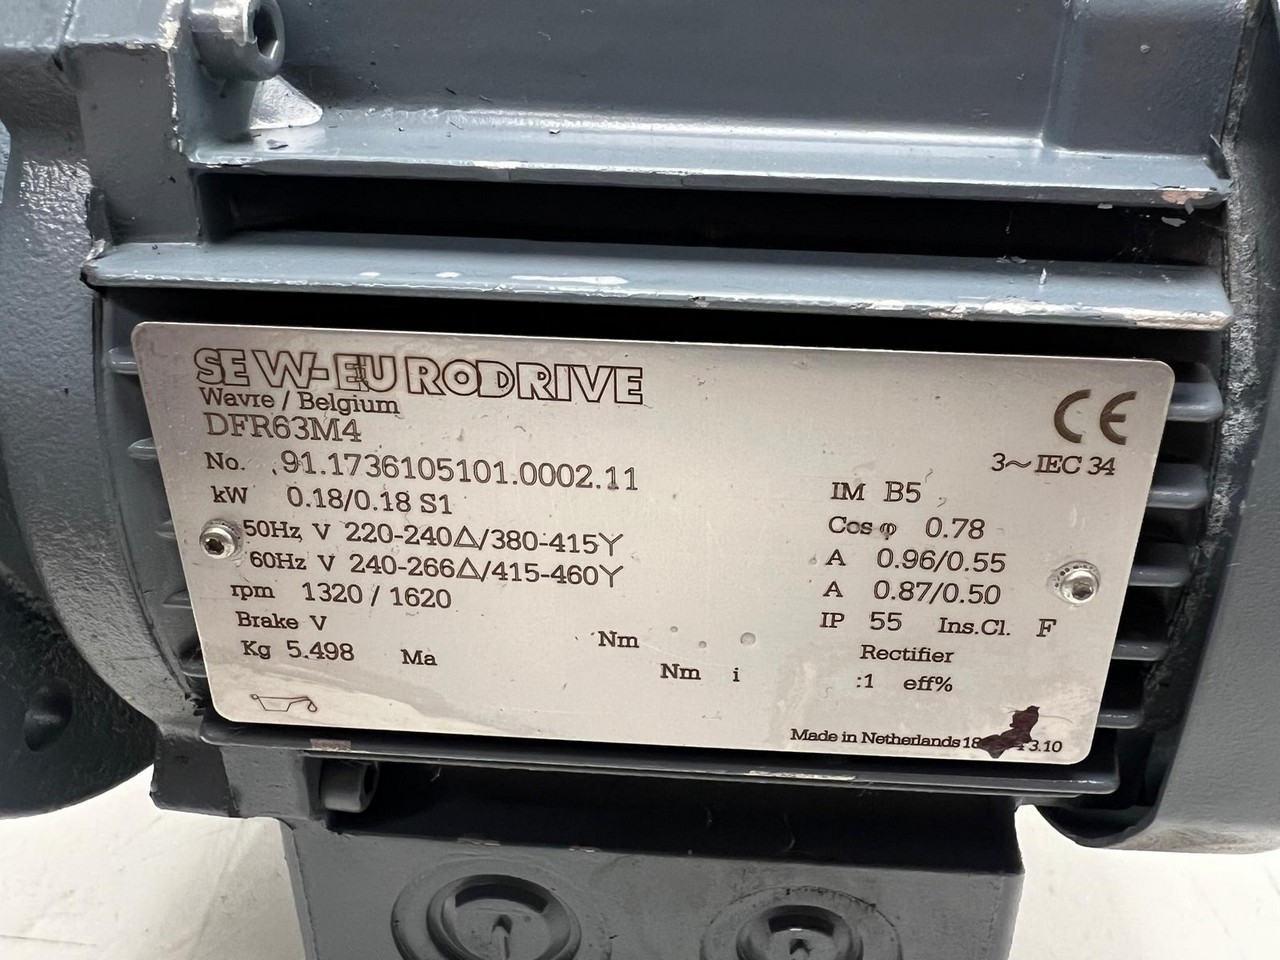 SEW-EURODRIVE
Wavre / Belgium
DFR63M4
CE
3~ IEC 34
No. 91.1736105101.0002.11
kW 0.18/0.18 S1
IM B5
50Hz V 220-240△/380-415Y
Cos φ 0.78
60Hz V 240-266△/415-460Y
A 0.96/0.55
rpm 1320 / 1620
A 0.87/0.50
Brake V
Nm
IP 55 Ins.Cl. F
Kg 5.498 Ma
Nm i
Rectifier
:1 eff%
Made in Netherlands 18 3.10